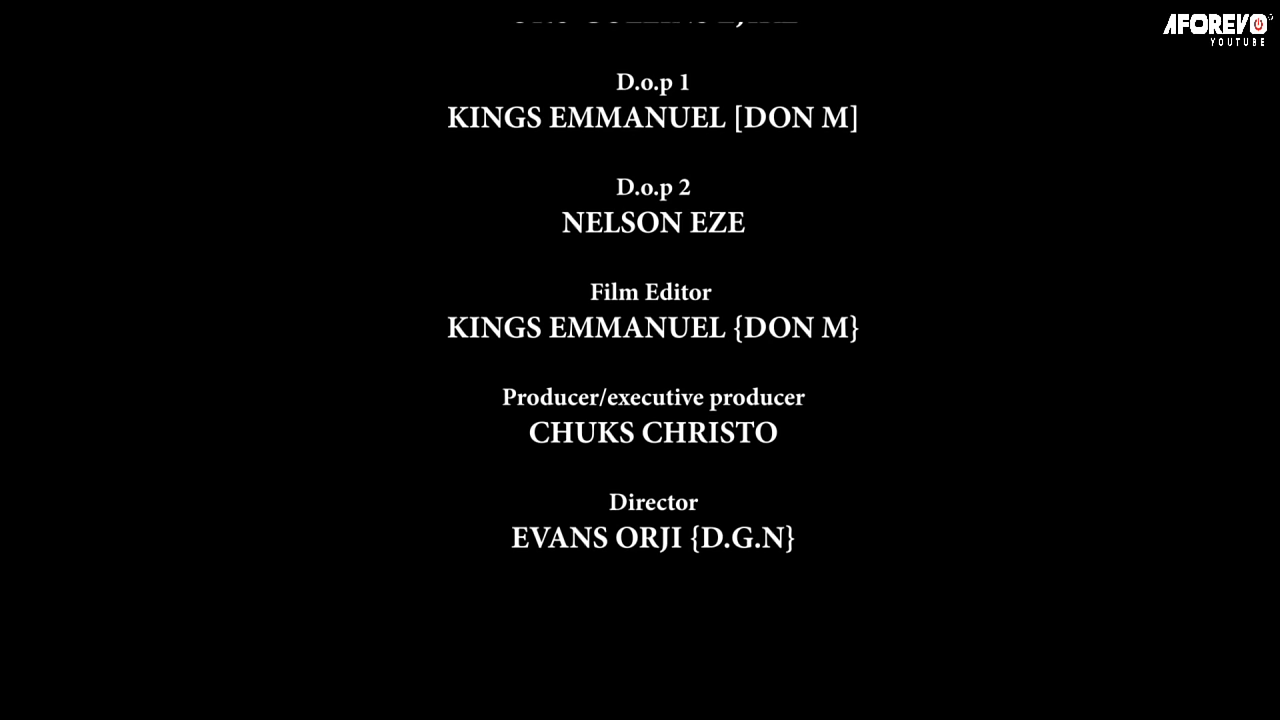 AFOREVO
YOUTUBE
D.o.p 1
KINGS EMMANUEL [DON M]
D.o.p 2
NELSON EZE
Film Editor
KINGS EMMANUEL {DON M}
Producer/executive producer
CHUKS CHRISTO
Director
EVANS ORJI {D.G.N}